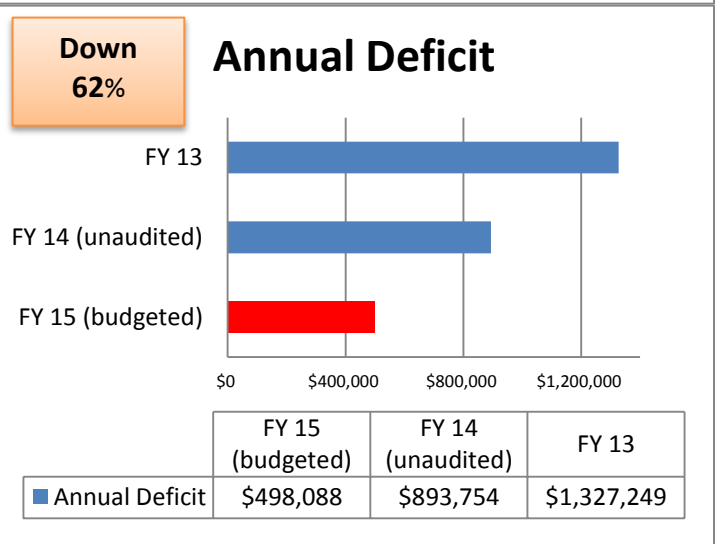 Down
62%
Annual Deficit
FY 13
FY 14 (unaudited)
FY 15 (budgeted)
$0 $400,000 $800,000 $1,200,000
FY 15 FY 14 FY 13
(budgeted) (unaudited)
Annual Deficit $498,088 $893,754 $1,327,249